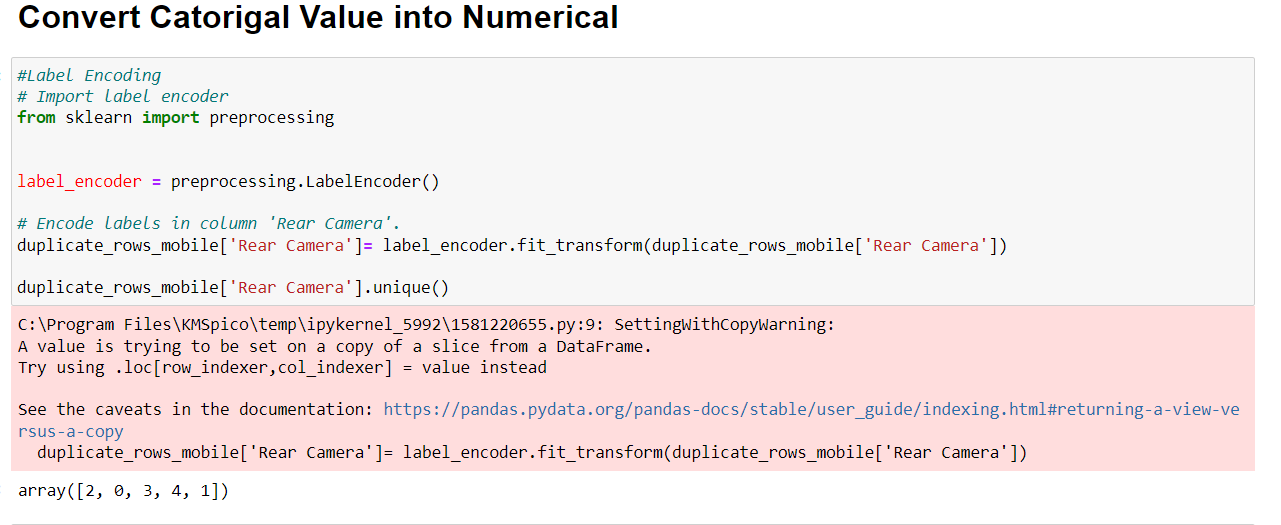 Convert Catorigal Value into Numerical
#Label Encoding
# Import label encoder
from sklearn import preprocessing
label_encoder = preprocessing.LabelEncoder()
# Encode labels in column 'Rear Camera'.
duplicate_rows_mobile['Rear Camera']= label_encoder.fit_transform(duplicate_rows_mobile['Rear Camera'])
duplicate_rows_mobile['Rear Camera'].unique()
C:\Program Files\KMSpico\temp\ipykernel_5992\1581220655.py:9: SettingWithCopyWarning:
A value is trying to be set on a copy of a slice from a DataFrame.
Try using .loc[row_indexer,col_indexer] = value instead
See the caveats in the documentation: https://pandas.pydata.org/pandas-docs/stable/user_guide/indexing.html#returning-a-view-ve
rsus-a-copy
duplicate_rows_mobile['Rear Camera']= label_encoder.fit_transform(duplicate_rows_mobile['Rear Camera'])
array([2, 0, 3, 4, 1])